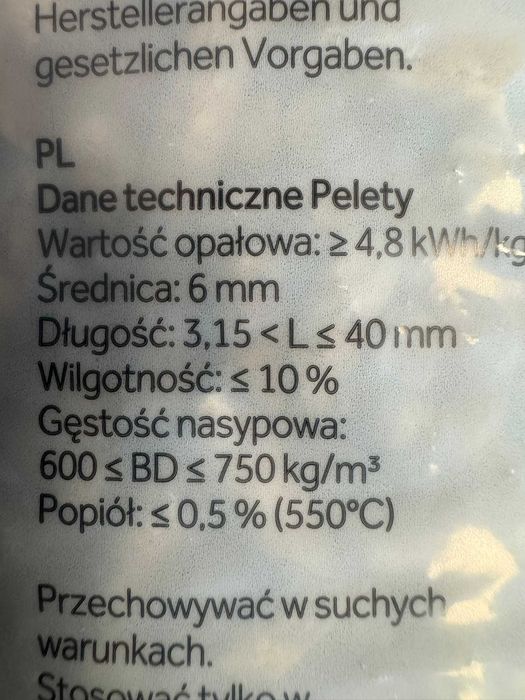 Herstellerangaben und
gesetzlichen Vorgaben.
PL
Dane techniczne Pelety
Wartość opałowa: ≥ 4,8 kWh/kg
Średnica: 6 mm
Długość: 3,15 < L ≤ 40 mm
Wilgotność: ≤ 10 %
Gęstość nasypowa:
600 ≤ BD ≤ 750 kg/m³
Popiół: ≤ 0,5 % (550°C)
Przechowywać w suchych
warunkach.
Stosować tylko w